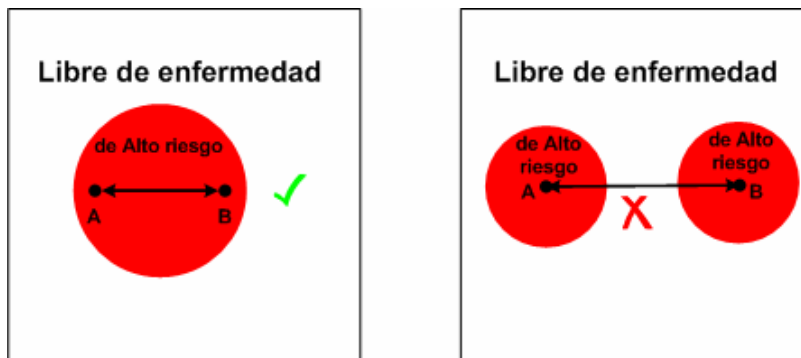 Libre de enfermedad
de Alto riesgo
A
B
Libre de enfermedad
de Alto
riesgo
A
de Alto
riesgo
B
X